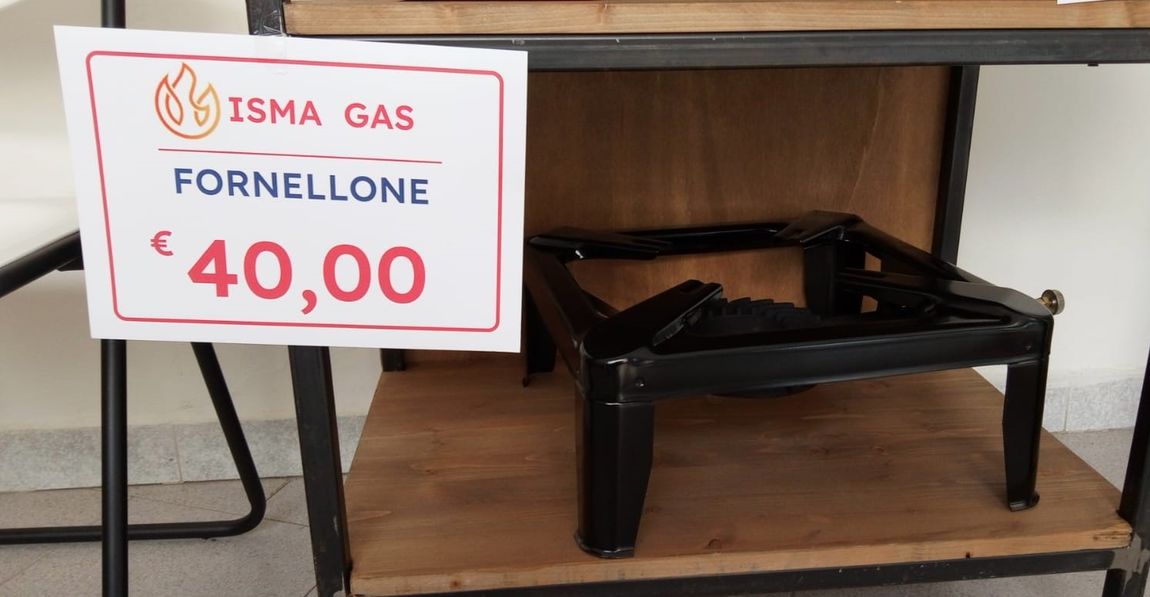 ISMA GAS
FORNELLONE
€ 40,00